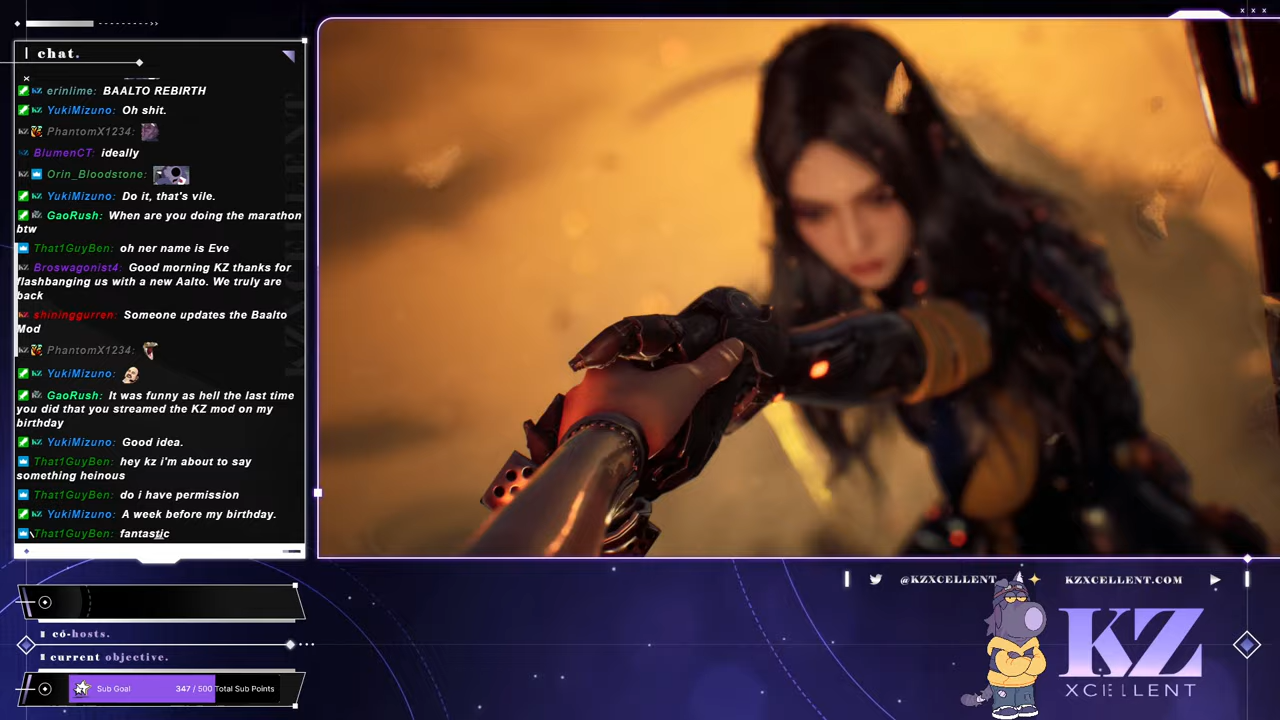 x x x
chat.
erinlime: BAALTO REBIRTH
YukiMizuno: Oh shit.
PhantomX1234:
BlumenCT: ideally
Orin_Bloodstone:
YukiMizuno: Do it, that's vile.
GaoRush: When are you doing the marathon
btw
That1GuyBen: oh ner name is Eve
Broswagonist4: Good morning KZ thanks for
flashbanging us with a new Aalto. We truly are
back
shininggurren: Someone updates the Baalto
Mod
PhantomX1234:
YukiMizuno:
GaoRush: It was funny as hell the last time
you did that you streamed the KZ mod on my
birthday
YukiMizuno: Good idea.
That1GuyBen: hey kz i'm about to say
something heinous
That1GuyBen: do i have permission
YukiMizuno: A week before my birthday.
That1GuyBen: fantastic
@KZXCELLENT
KZXCELLENT.COM
có-hosts.
current objective.
Sub Goal 347 / 500 Total Sub Points
KZ
XCELLENT